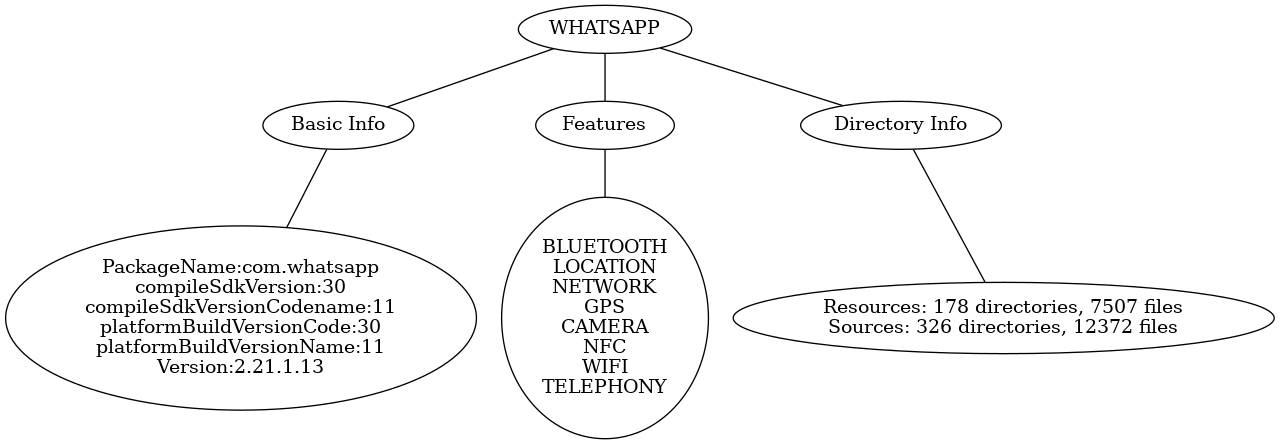 WHATSAPP
Basic Info
Features
Directory Info
PackageName:com.whatsapp
compileSdkVersion:30
compileSdkVersionCodename:11
platformBuildVersionCode:30
platformBuildVersionName:11
Version:2.21.1.13
BLUETOOTH
LOCATION
NETWORK
GPS
CAMERA
NFC
WIFI
TELEPHONY
Resources: 178 directories, 7507 files
Sources: 326 directories, 12372 files